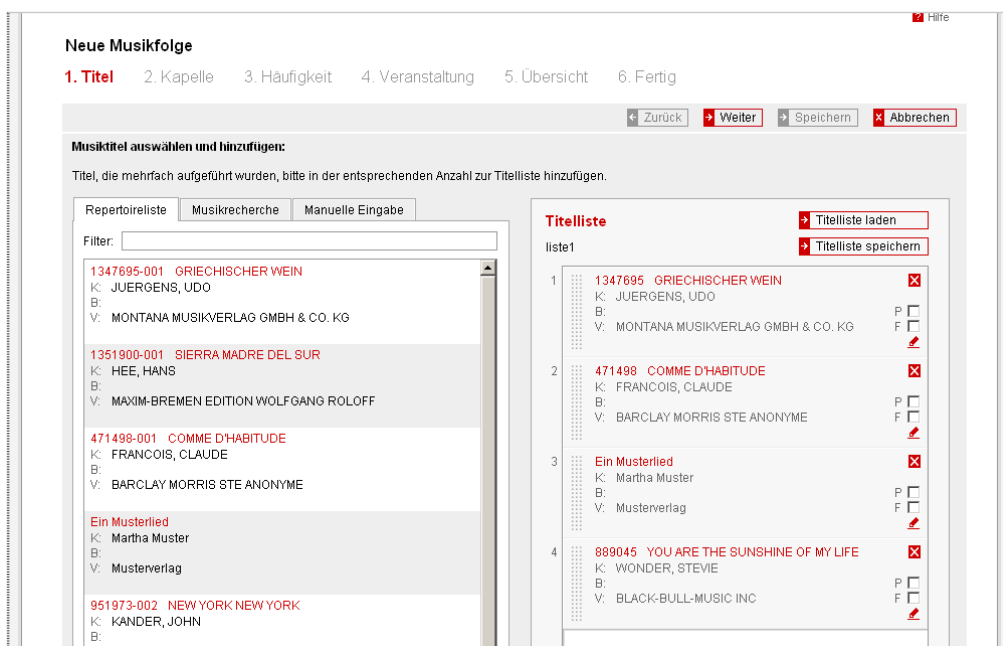 Hilfe
Neue Musikfolge
1. Titel 2. Kapelle 3. Häufigkeit 4. Veranstaltung 5. Übersicht 6. Fertig
Zurück Weiter Speichern Abbrechen
Musiktitel auswählen und hinzufügen:
Titel, die mehrfach aufgeführt wurden, bitte in der entsprechenden Anzahl zur Titelliste hinzufügen.
Repertoireliste Musikrecherche Manuelle Eingabe
Filter:
1347695-001 GRIECHISCHER WEIN
K: JUERGENS, UDO
B:
V: MONTANA MUSIKVERLAG GMBH & CO. KG
1351900-001 SIERRA MADRE DEL SUR
K: HEE, HANS
B:
V: MAXIM-BREMEN EDITION WOLFGANG ROLOFF
471498-001 COMME D'HABITUDE
K: FRANCOIS, CLAUDE
B:
V: BARCLAY MORRIS STE ANONYME
Ein Musterlied
K: Martha Muster
B:
V: Musterverlag
951973-002 NEW YORK NEW YORK
K: KANDER, JOHN
B:
Titelliste
Titelliste laden
liste1
Titelliste speichern
1 1347695 GRIECHISCHER WEIN
K: JUERGENS, UDO
B: P
V: MONTANA MUSIKVERLAG GMBH & CO. KG F
2 471498 COMME D'HABITUDE
K: FRANCOIS, CLAUDE
B: P
V: BARCLAY MORRIS STE ANONYME F
3 Ein Musterlied
K: Martha Muster
B: P
V: Musterverlag F
4 889045 YOU ARE THE SUNSHINE OF MY LIFE
K: WONDER, STEVIE
B: P
V: BLACK-BULL-MUSIC INC F